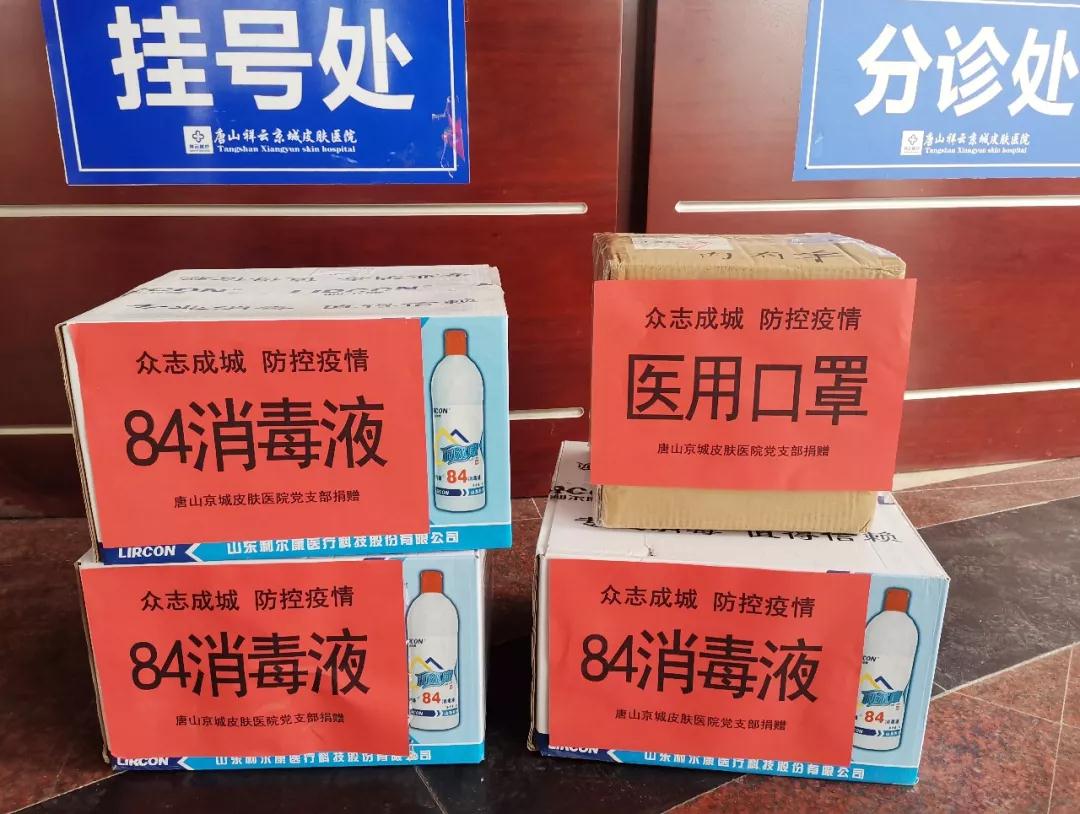 挂号处
唐山祥云京城皮肤医院
Tangshan Xiangyun skin hospital
分诊处
唐山祥云京城皮肤医院
Tangshan Xiangyun skin hospital
众志成城 防控疫情
84消毒液
唐山京城皮肤医院党支部捐赠
84
LIRCON
山东利尔康医疗科技股份有限公司
众志成城 防控疫情
医用口罩
唐山京城皮肤医院党支部捐赠
值得信赖
众志成城 防控疫情
84消毒液
唐山京城皮肤医院党支部捐赠
84
LIRCON
山东利尔康医疗科技股份有限公司
众志成城 防控疫情
84消毒液
唐山京城皮肤医院党支部捐赠
84
LIRCON
山东利尔康医疗科技股份有限公司